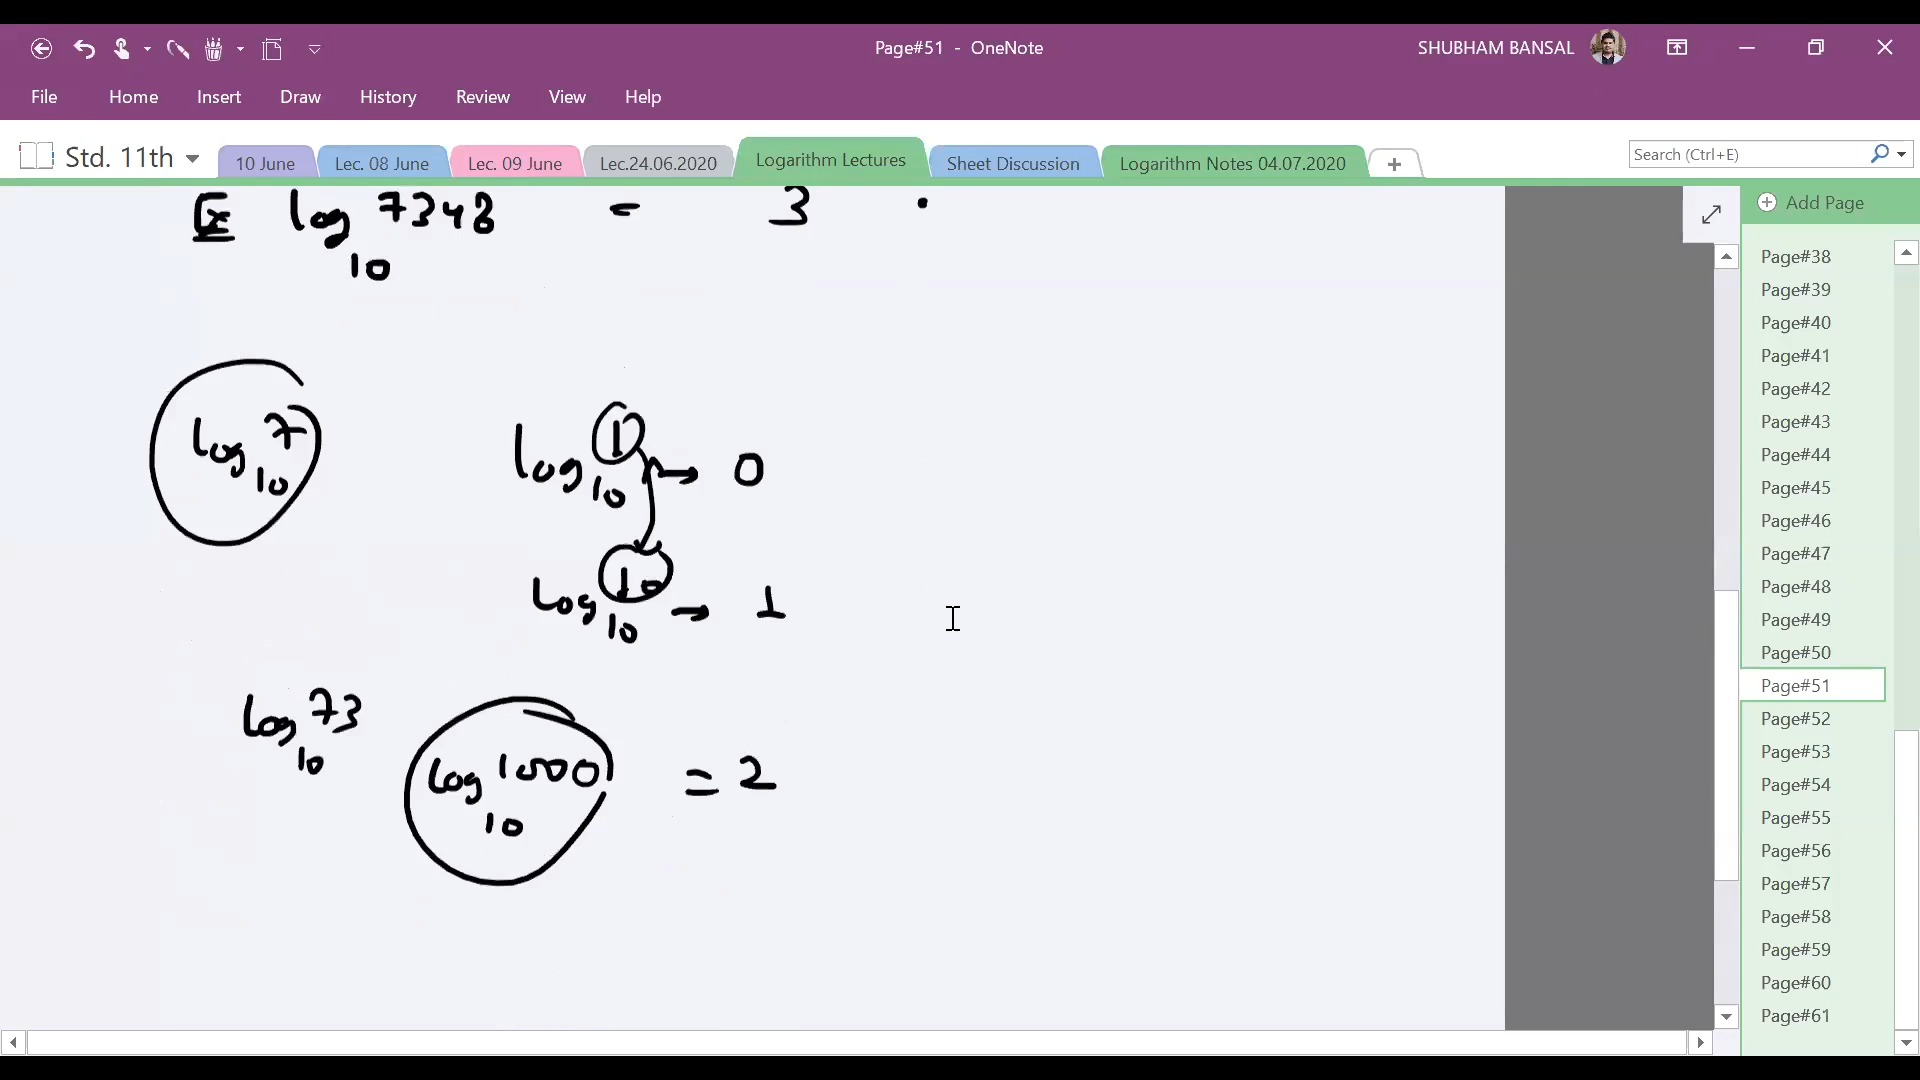 Page#51 - OneNote
SHUBHAM BANSAL
File Home Insert Draw History Review View Help
Std. 11th
10 June
Lec. 08 June
Lec. 09 June
Lec.24.06.2020
Logarithm Lectures
Sheet Discussion
Logarithm Notes 04.07.2020
+
Search (Ctrl+E)
Add Page
Page#38
Page#39
Page#40
Page#41
Page#42
Page#43
Page#44
Page#45
Page#46
Page#47
Page#48
Page#49
Page#50
Page#51
Page#52
Page#53
Page#54
Page#55
Page#56
Page#57
Page#58
Page#59
Page#60
Page#61
Ex log₁₀ 7348 = 3 .
log₁₀ 7
log₁₀ 1 → 0
log₁₀ 10 → 1
log₁₀ 73
log₁₀ 1000 = 2